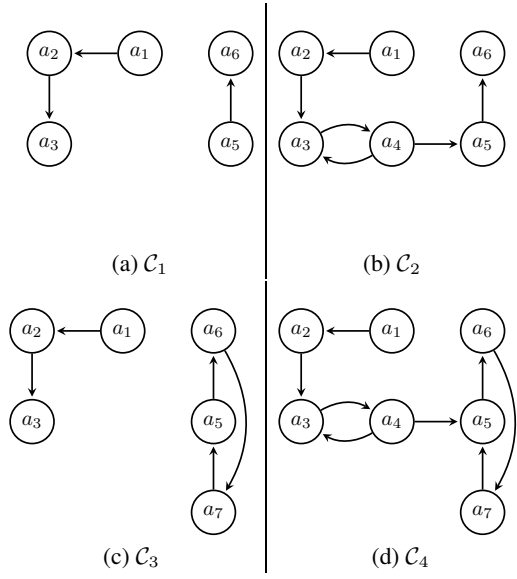 a₂ a₁ a₆
a₃ a₅
(a) 𝒞₁
a₂ a₁ a₆
a₃ a₄ a₅
(b) 𝒞₂
a₂ a₁ a₆
a₃ a₅
a₇
(c) 𝒞₃
a₂ a₁ a₆
a₃ a₄ a₅
a₇
(d) 𝒞₄